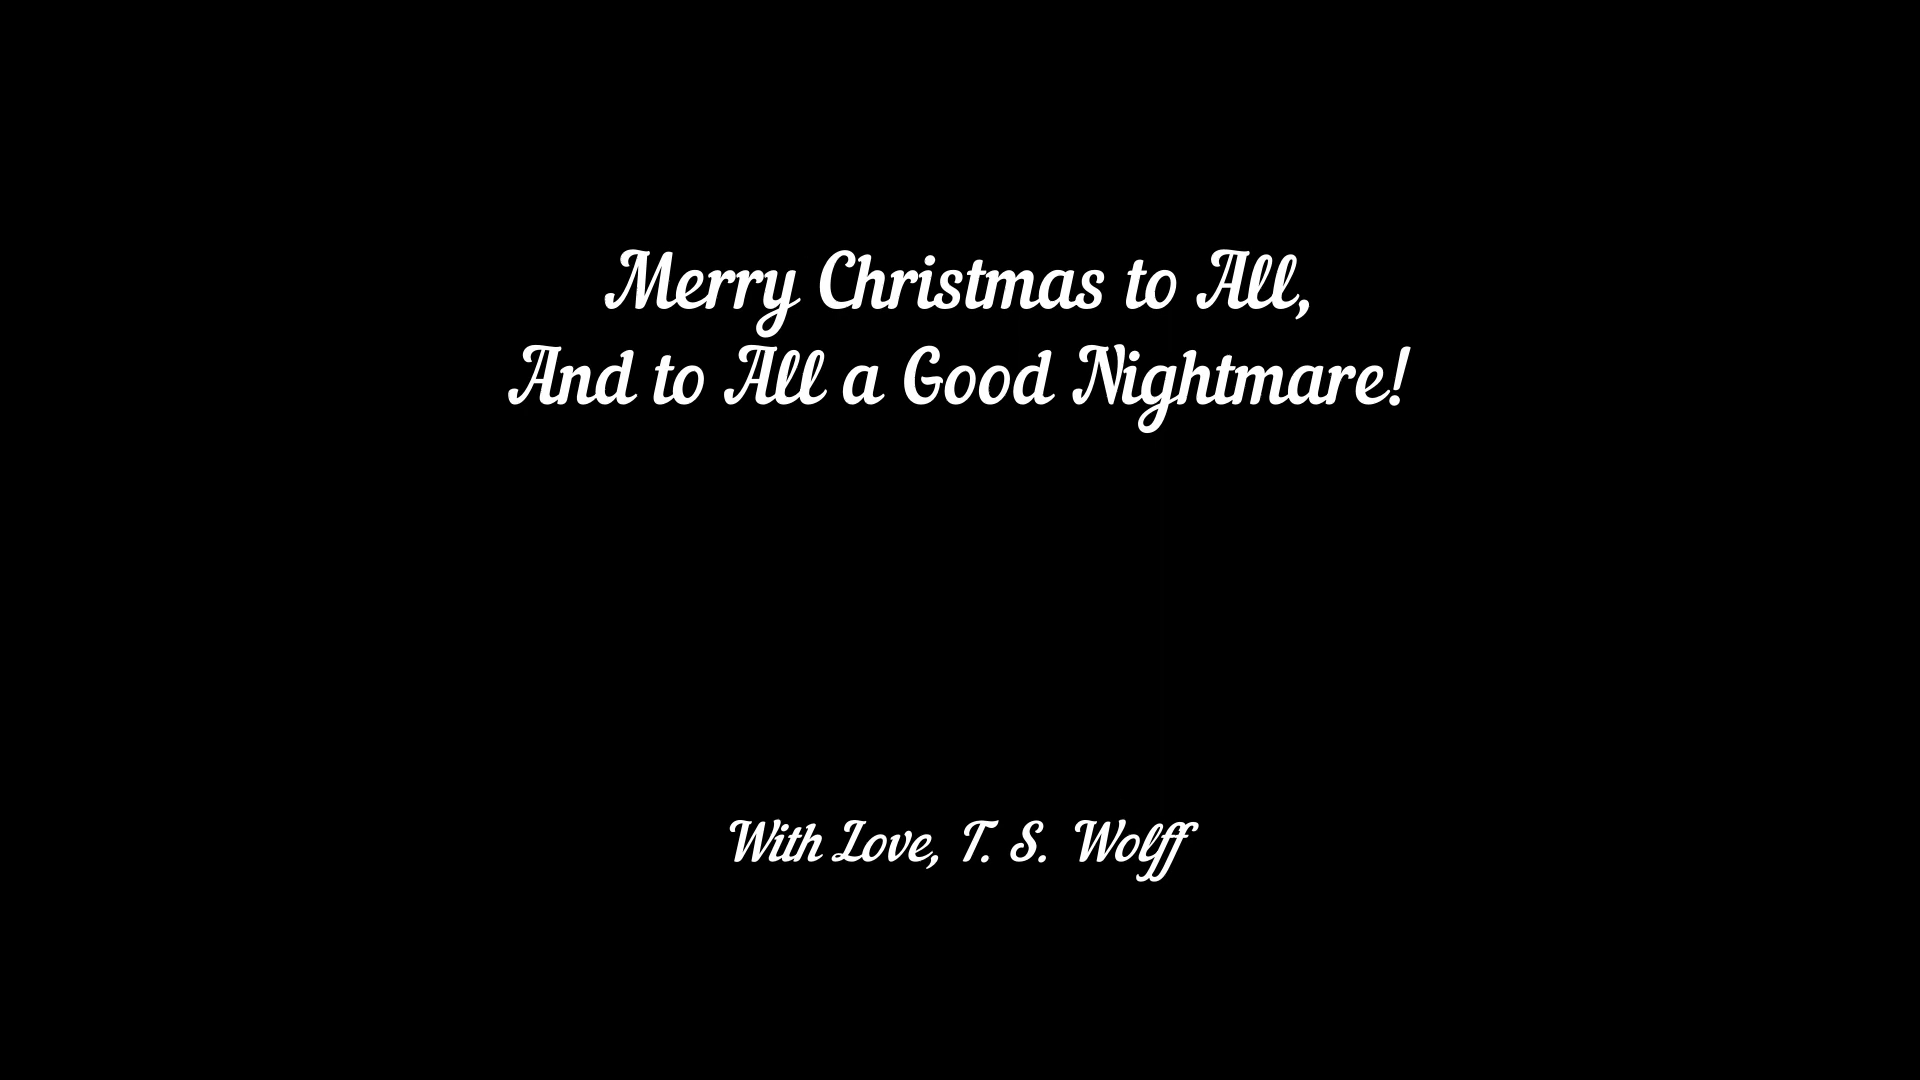 Merry Christmas to All,
And to All a Good Nightmare!
With Love, T. S. Wolff